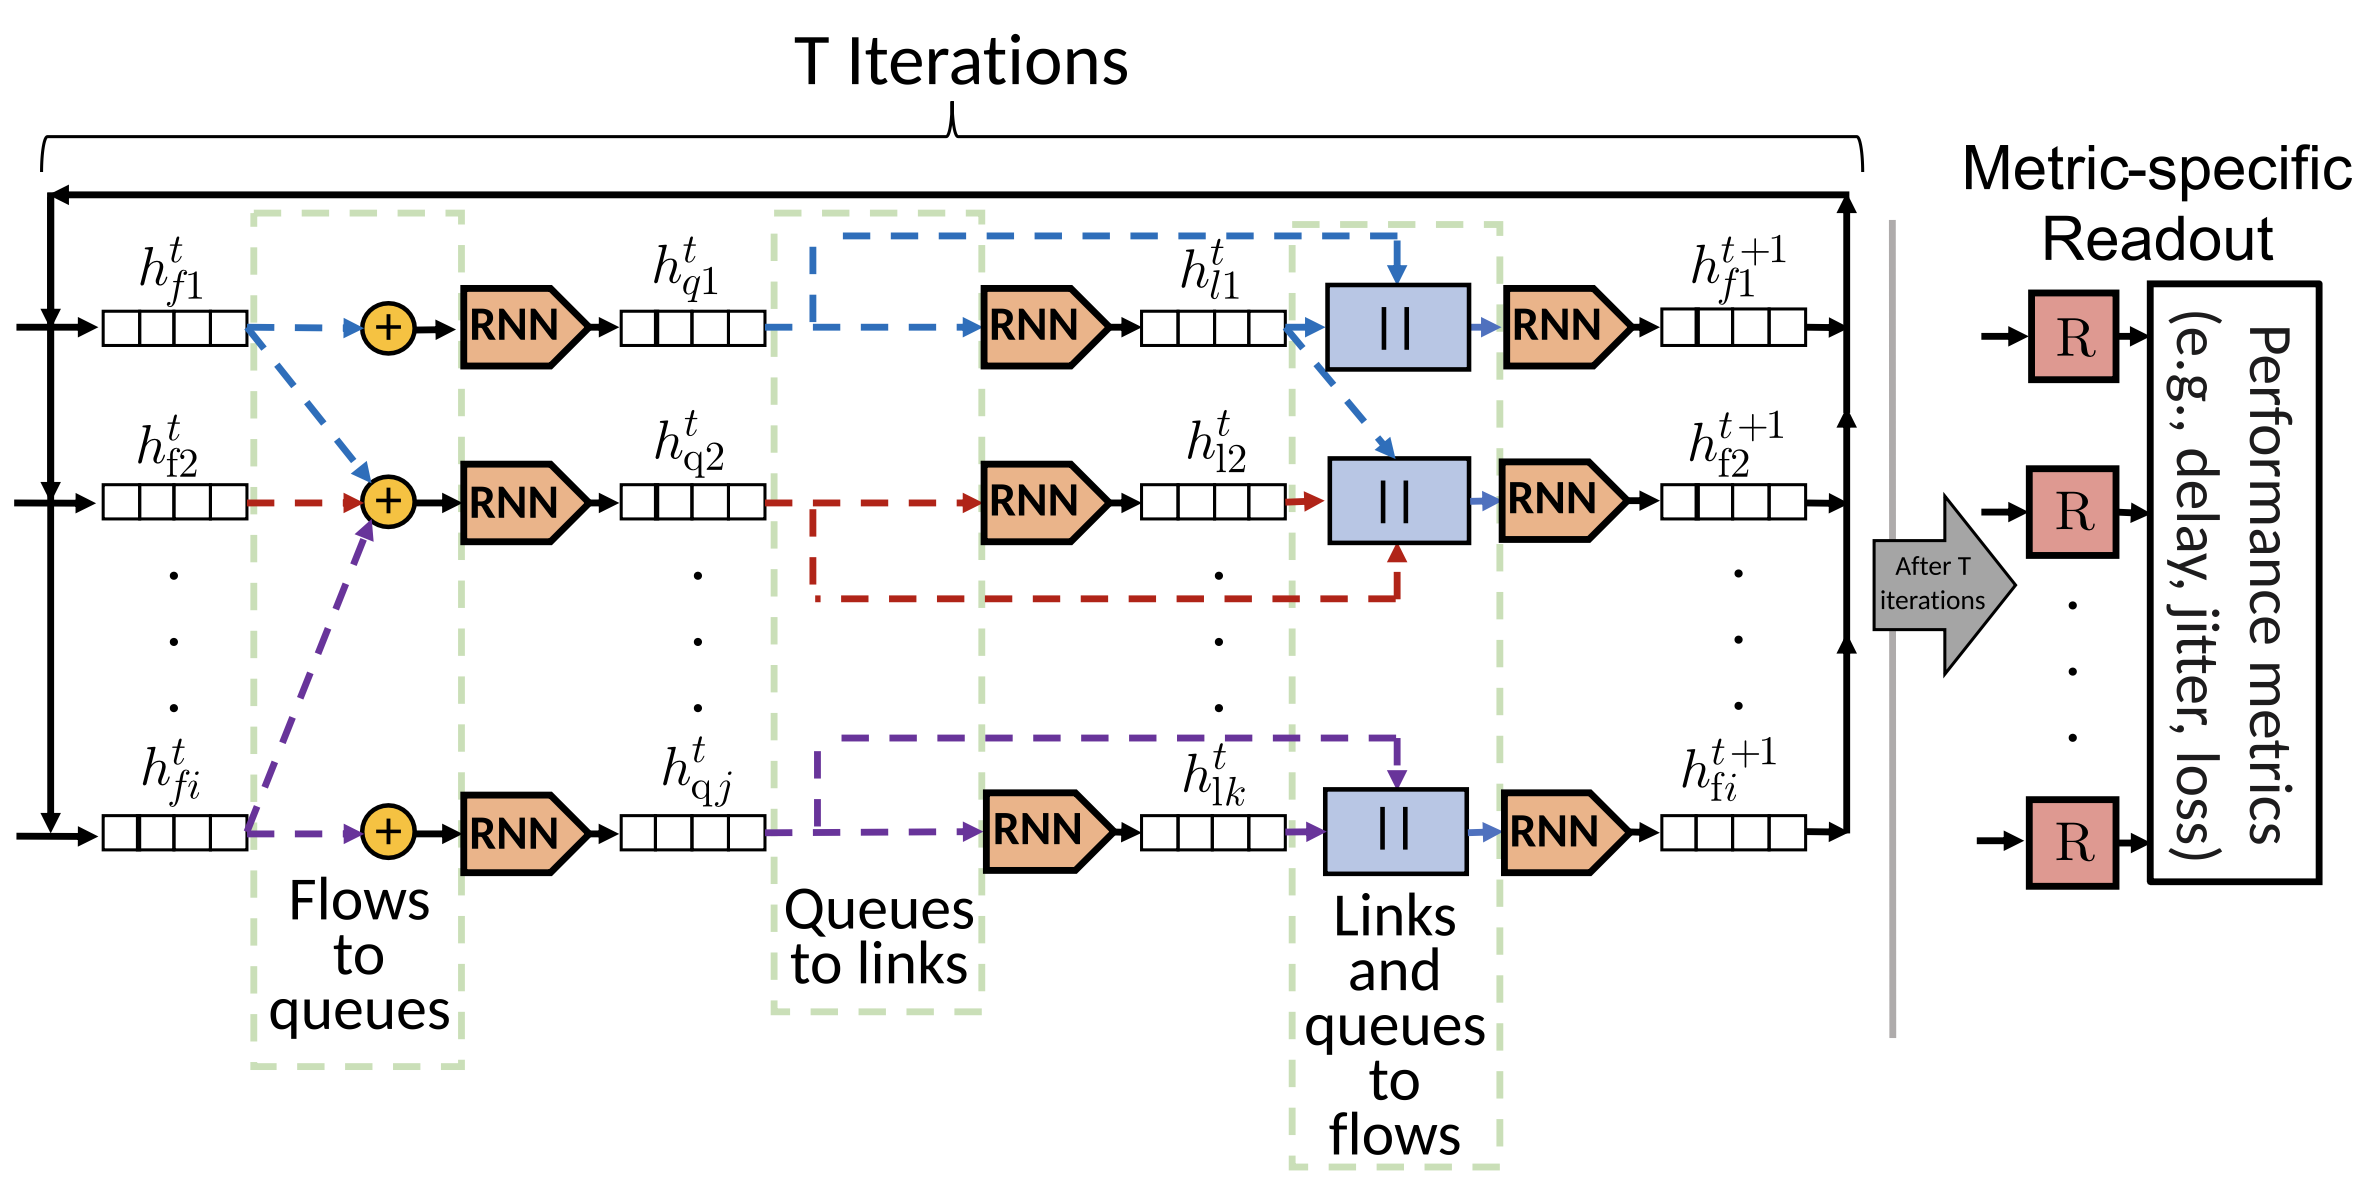 T Iterations
Metric-specific
Readout
h_{f1}^{t}
h_{q1}^{t}
h_{l1}^{t}
h_{f1}^{t+1}
+
RNN
RNN
||
RNN
R
h_{f2}^{t}
h_{q2}^{t}
h_{l2}^{t}
h_{f2}^{t+1}
+
RNN
RNN
||
RNN
R
After T
iterations
h_{fi}^{t}
h_{qj}^{t}
h_{lk}^{t}
h_{fi}^{t+1}
+
RNN
RNN
||
RNN
R
Performance metrics
(e.g., delay, jitter, loss)
Flows
to
queues
Queues
to links
Links
and
queues
to
flows